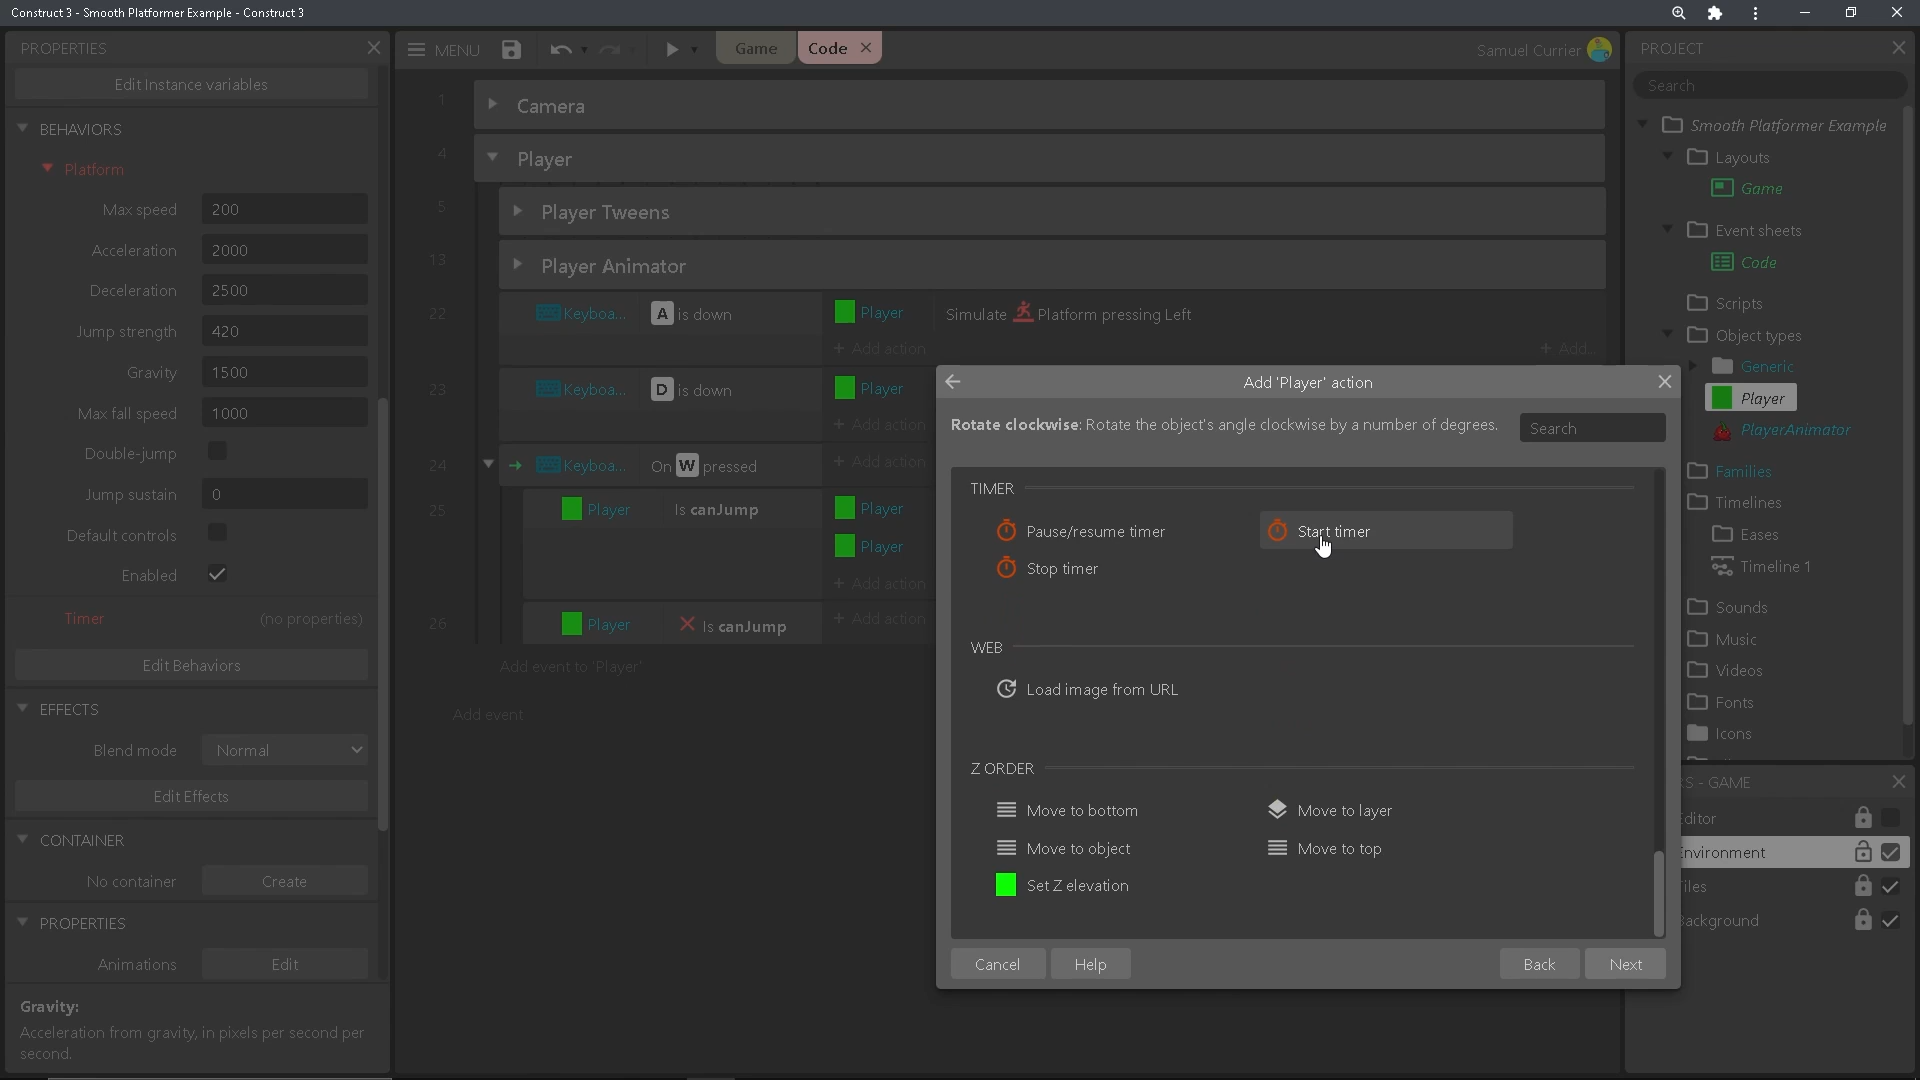 Construct 3 - Smooth Platformer Example - Construct 3
PROPERTIES
Edit Instance variables
BEHAVIORS
Platform
Max speed 200
Acceleration 2000
Deceleration 2500
Jump strength 420
Gravity 1500
Max fall speed 1000
Double-jump
Jump sustain 0
Default controls
Enabled
Timer (no properties)
Edit Behaviors
EFFECTS
Blend mode Normal
Edit Effects
CONTAINER
No container Create
PROPERTIES
Animations Edit
Gravity:
Acceleration from gravity, in pixels per second per
second.
MENU
Game
Code
Samuel Currier
1 Camera
4 Player
5 Player Tweens
13 Player Animator
22 Keyboa... A is down Player Simulate Platform pressing Left
+ Add action + Add...
23 Keyboa... D is down Player
+ Add action
24 Keyboa... On W pressed + Add action
25 Player Is canJump Player
Player
+ Add action
26 Player Is canJump + Add action
Add event to 'Player'
Add event
Add 'Player' action
Rotate clockwise: Rotate the object's angle clockwise by a number of degrees.
Search
TIMER
Pause/resume timer Start timer
Stop timer
WEB
Load image from URL
Z ORDER
Move to bottom Move to layer
Move to object Move to top
Set Z elevation
Cancel Help Back Next
PROJECT
Search
Smooth Platformer Example
Layouts
Game
Event sheets
Code
Scripts
Object types
Generic
Player
PlayerAnimator
Families
Timelines
Eases
Timeline 1
Sounds
Music
Videos
Fonts
Icons
RS - GAME
ditor
nvironment
iles
ackground